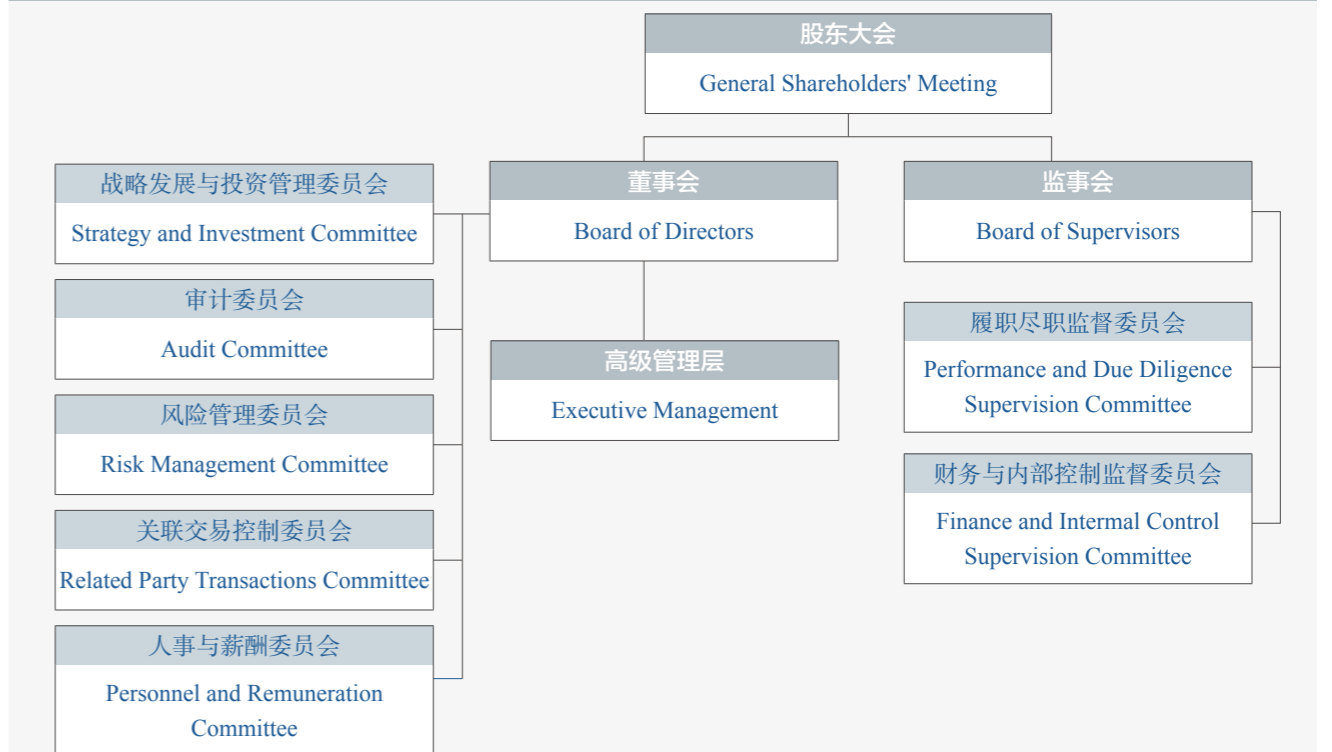 股东大会
General Shareholders' Meeting
董事会
Board of Directors
监事会
Board of Supervisors
高级管理层
Executive Management
战略发展与投资管理委员会
Strategy and Investment Committee
审计委员会
Audit Committee
风险管理委员会
Risk Management Committee
关联交易控制委员会
Related Party Transactions Committee
人事与薪酬委员会
Personnel and Remuneration
Committee
履职尽职监督委员会
Performance and Due Diligence
Supervision Committee
财务与内部控制监督委员会
Finance and Intermal Control
Supervision Committee